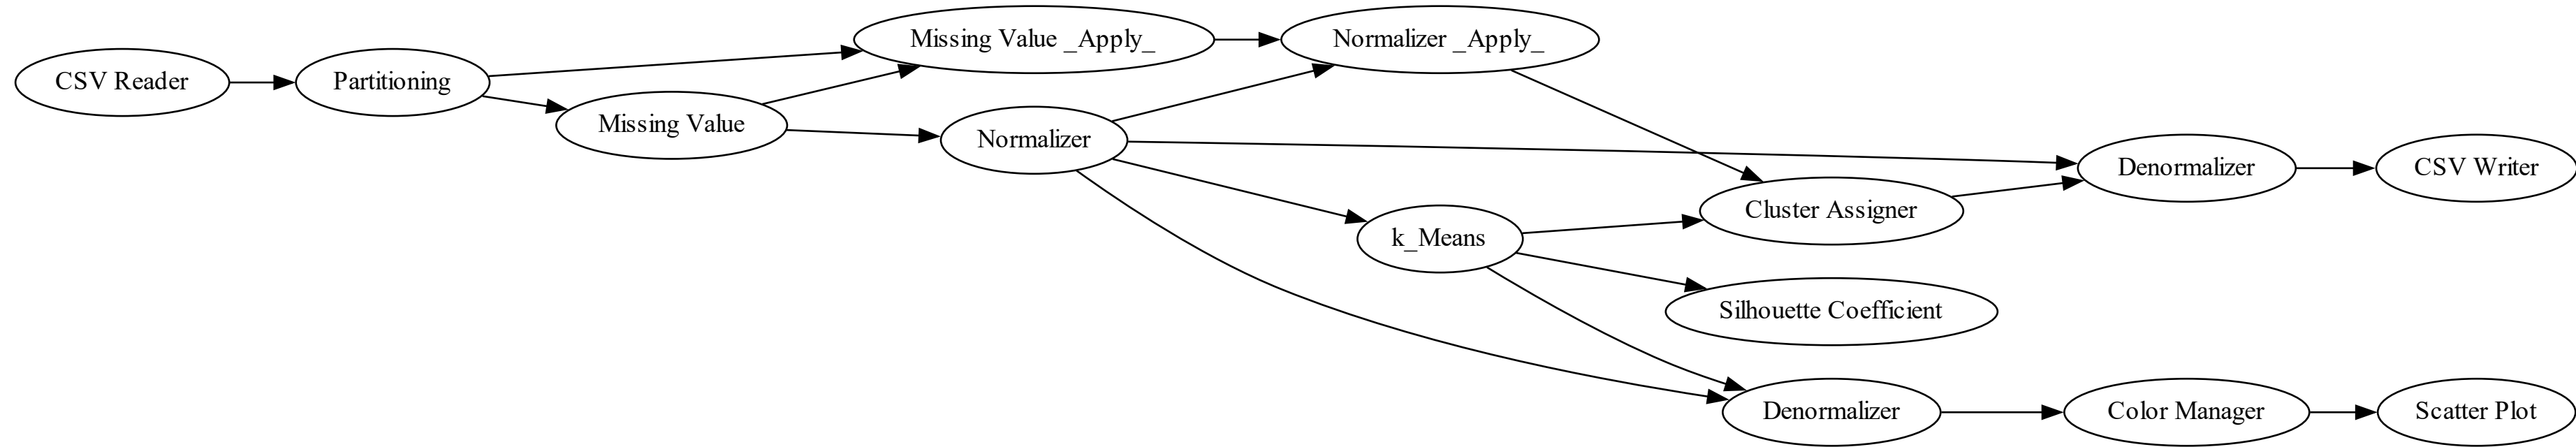 CSV Reader
Partitioning
Missing Value _Apply_
Missing Value
Normalizer _Apply_
Normalizer
k_Means
Cluster Assigner
Silhouette Coefficient
Denormalizer
CSV Writer
Denormalizer
Color Manager
Scatter Plot